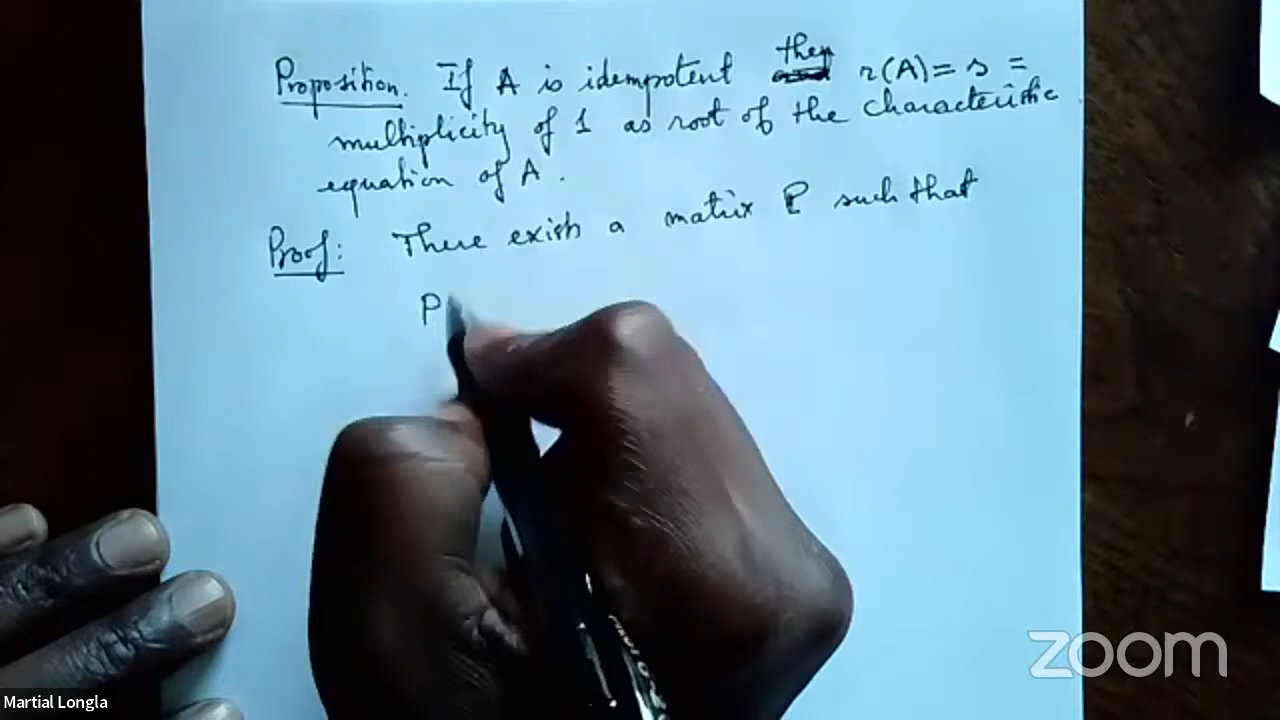 Proposition. If A is idempotent then r(A) = s =
multiplicity of 1 as root of the characteristic
equation of A.
Proof: There exists a matrix P such that
P
zoom
Martial Longla